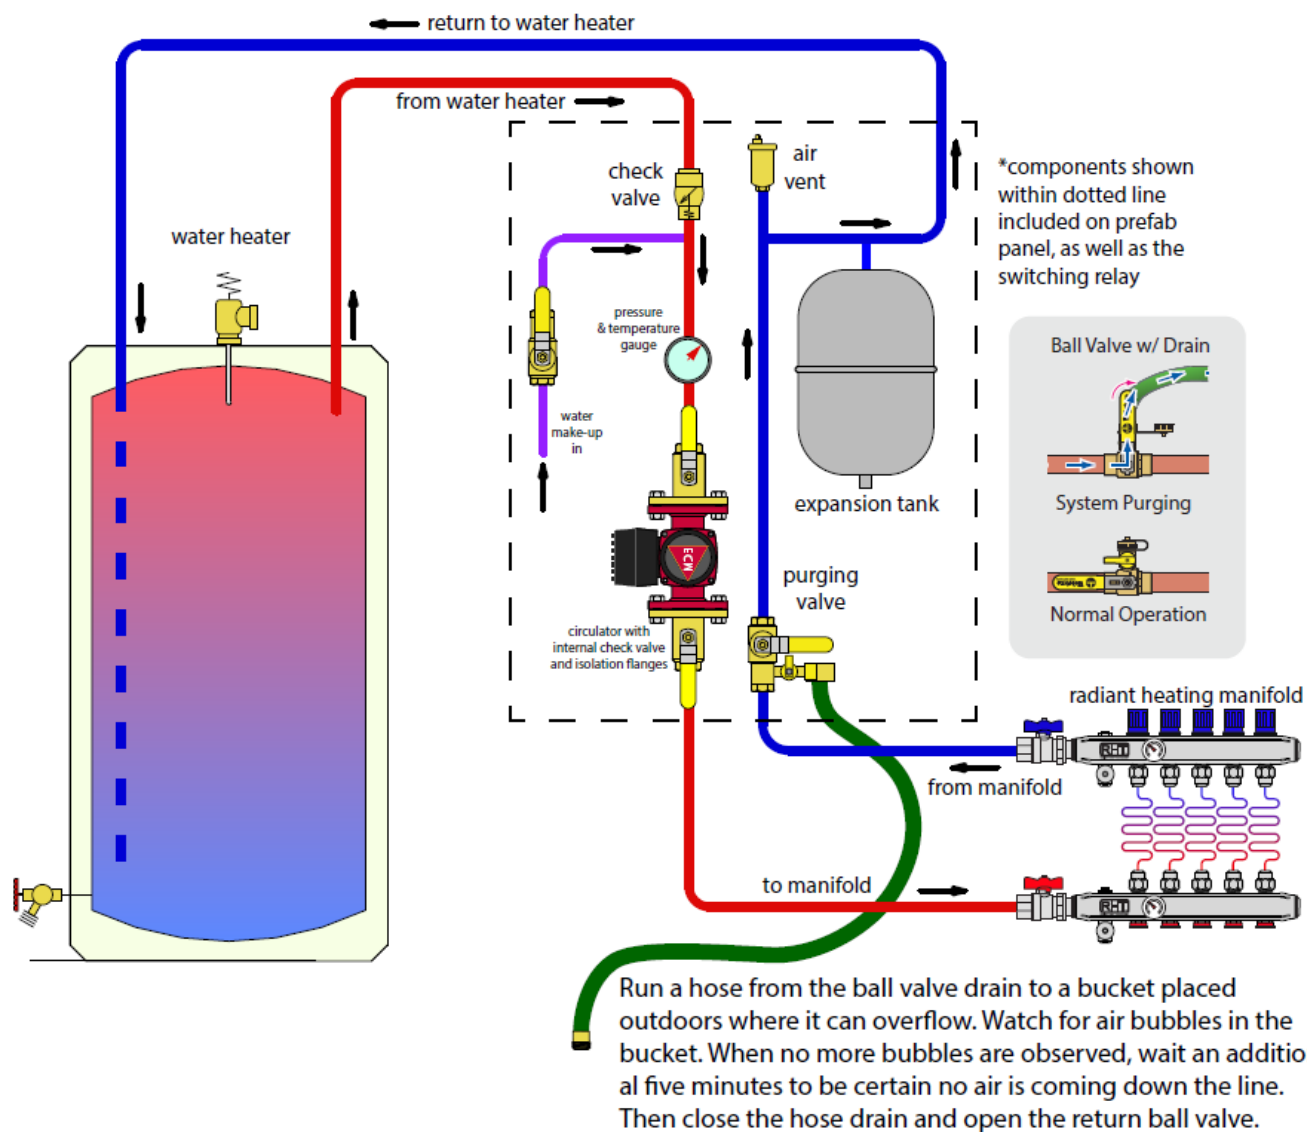 return to water heater
from water heater
check
valve
air
vent
*components shown
within dotted line
included on prefab
panel, as well as the
switching relay
water heater
pressure
& temperature
gauge
Ball Valve w/ Drain
water
make-up
in
expansion tank
System Purging
ECM
purging
valve
Normal Operation
circulator with
internal check valve
and isolation flanges
radiant heating manifold
RHT
from manifold
to manifold
RHT
Run a hose from the ball valve drain to a bucket placed
outdoors where it can overflow. Watch for air bubbles in the
bucket. When no more bubbles are observed, wait an additio
al five minutes to be certain no air is coming down the line.
Then close the hose drain and open the return ball valve.